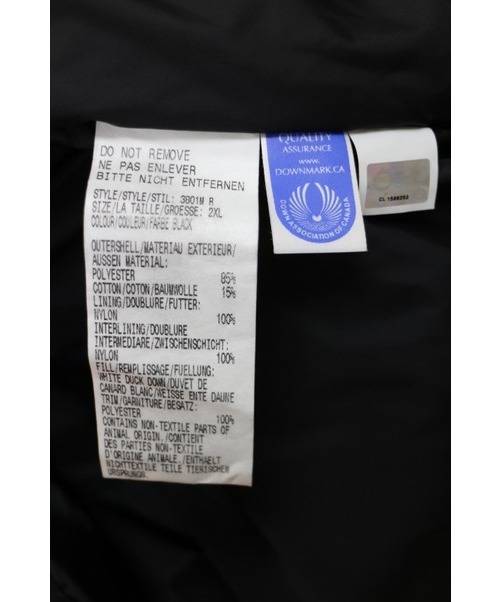 DO NOT REMOVE
NE PAS ENLEVER
BITTE NICHT ENTFERNEN
STYLE/STYLE/STIL: 3801M R
SIZE/LA TAILLE/GROESSE: 2XL
COLOUR/COULEUR/FARBE BLACK
OUTERSHELL/MATERIAU EXTERIEUR/
AUSSEN MATERIAL:
POLYESTER 85%
COTTON/COTON/BAUMWOLLE 15%
LINING/DOUBLURE/FUTTER:
NYLON 100%
INTERLINING/DOUBLURE
INTERMEDIARE/ZWISCHENSCHICHT:
NYLON 100%
FILL/REMPLISSAGE/FUELLUNG:
WHITE DUCK DOWN/DUVET DE
CANARD BLANC/WEISSE ENTE DAUNE
TRIM/GARNITURE/BESATZ:
POLYESTER 100%
CONTAINS NON-TEXTILE PARTS OF
ANIMAL ORIGIN./CONTIENT
DES PARTIES NON-TEXTILE
D'ORIGINE ANIMALE./ENTHAELT
NICHTTEXTILE TEILE TIERISCHEN
URSPRUNGR.
QUALITY
ASSURANCE
WWW.
DOWNMARK.CA
DOWN ASSOCIATION OF CANADA